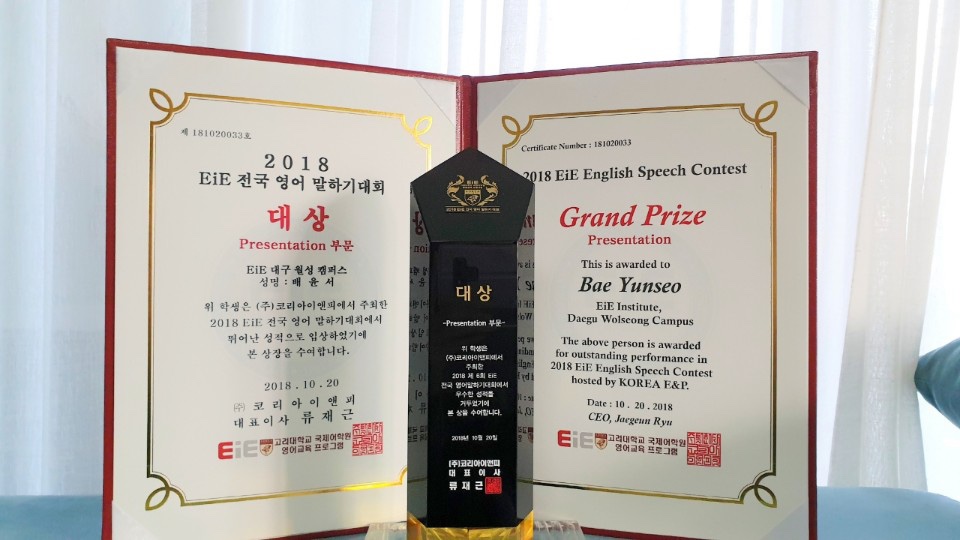 제 181020033호
2018
EiE 전국 영어 말하기대회
대상
Presentation 부문
EiE 대구 월성 캠퍼스
성명 : 배 윤 서
위 학생은 (주)코리아이앤피에서 주최한
2018 EiE 전국 영어 말하기대회에서
뛰어난 성적으로 입상하였기에
본 상장을 수여합니다.
2018 . 10 . 20
㈜ 코 리 아 이 앤 피
대표이사 류 재 근
EiE 고려대학교 국제어학원
영어교육 프로그램
대상
-Presentation 부문-
위 학생은
(주)코리아이앤피에서
주최한
2018 제 6회 EiE
전국 영어말하기대회에서
우수한 성적을
거두었기에
본 상을 수여합니다.
2018년 10월 20일
(주)코리아이앤피
대 표 이 사
류 재 근
Certificate Number : 181020033
2018 EiE English Speech Contest
Grand Prize
Presentation
This is awarded to
Bae Yunseo
EiE Institute,
Daegu Wolseong Campus
The above person is awarded
for outstanding performance in
2018 EiE English Speech Contest
hosted by KOREA E&P.
Date : 10 . 20 . 2018
CEO, Jaegeun Ryu
EiE 고려대학교 국제어학원
영어교육 프로그램